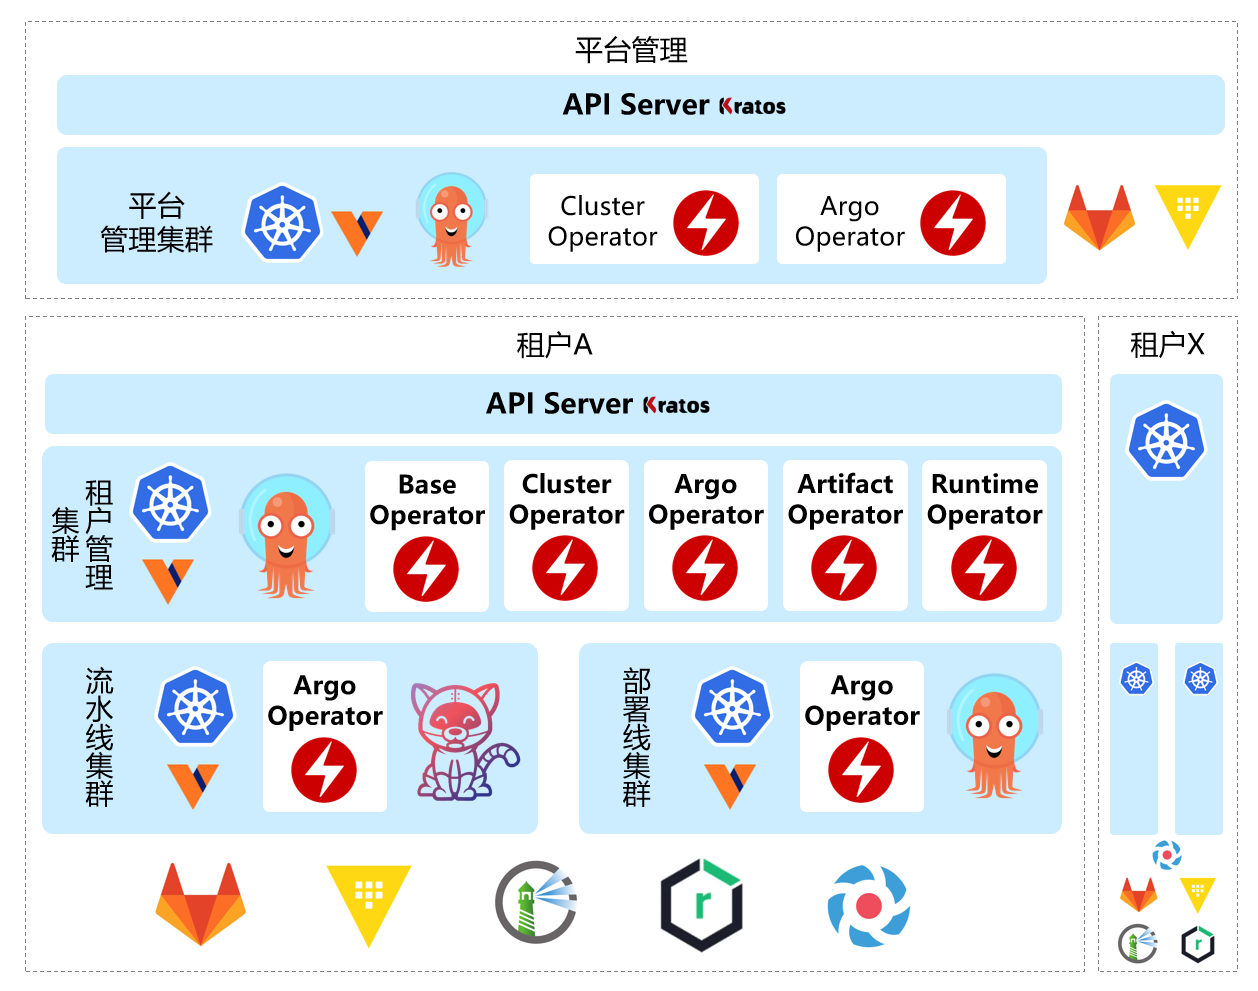 平台管理
API Server Kratos
平台
管理集群
Cluster
Operator
Argo
Operator
租户A
API Server Kratos
租户管理
集群
Base
Operator
Cluster
Operator
Argo
Operator
Artifact
Operator
Runtime
Operator
流水线集群
Argo
Operator
部署线集群
Argo
Operator
r
租户X
r